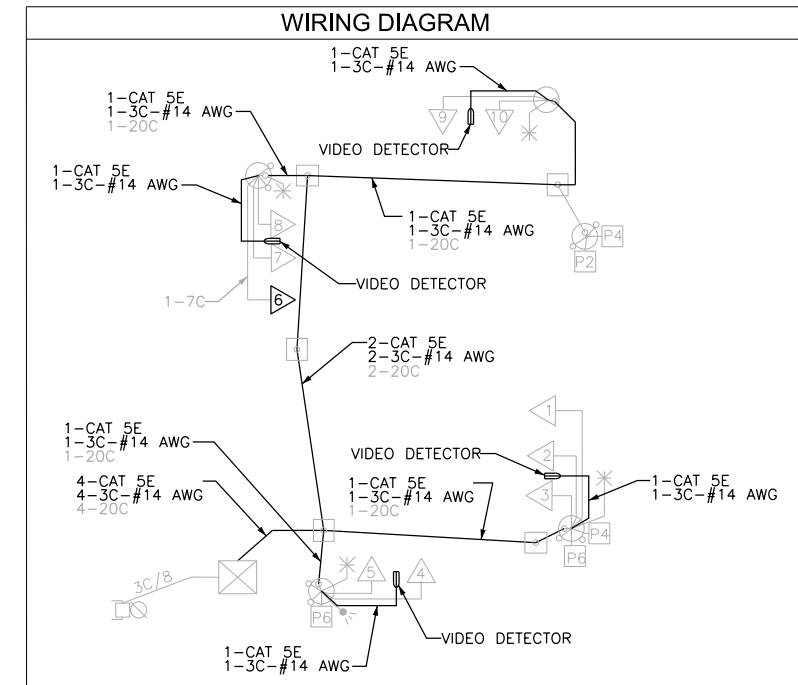 WIRING DIAGRAM
1-CAT 5E
1-3C-#14 AWG
1-CAT 5E
1-3C-#14 AWG
1-20C
9
10
VIDEO DETECTOR
1-CAT 5E
1-3C-#14 AWG
8
7
1-CAT 5E
1-3C-#14 AWG
1-20C
P4
P2
VIDEO DETECTOR
1-7C
6
2-CAT 5E
2-3C-#14 AWG
2-20C
1
1-CAT 5E
1-3C-#14 AWG
1-20C
VIDEO DETECTOR
2
3
4-CAT 5E
4-3C-#14 AWG
4-20C
1-CAT 5E
1-3C-#14 AWG
1-20C
1-CAT 5E
1-3C-#14 AWG
P4
P6
3C/8
5
4
P6
VIDEO DETECTOR
1-CAT 5E
1-3C-#14 AWG